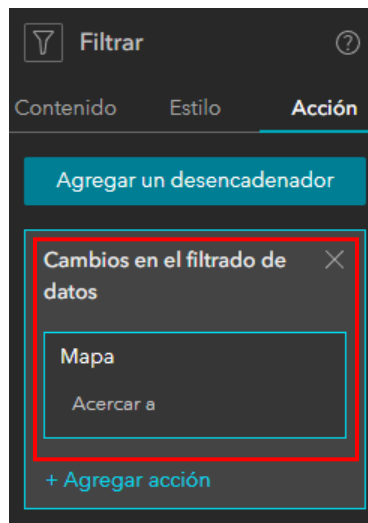 Filtrar
Contenido Estilo Acción
Agregar un desencadenador
Cambios en el filtrado de
datos
Mapa
Acercar a
+ Agregar acción